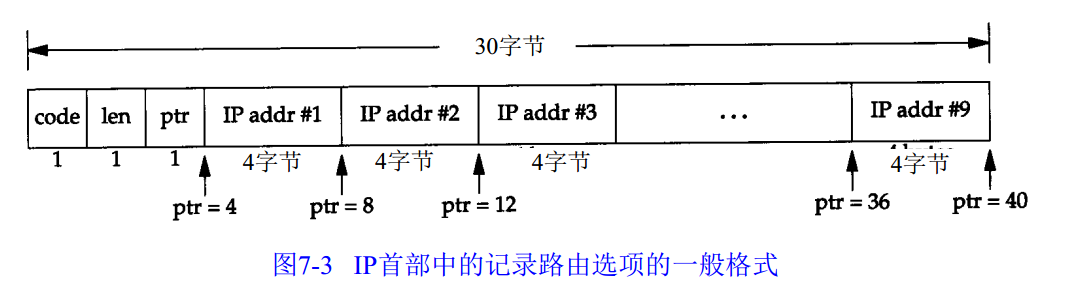 30字节
code len ptr IP addr #1 IP addr #2 IP addr #3 ... IP addr #9
1 1 1 4字节 4字节 4字节 4字节
ptr = 4 ptr = 8 ptr = 12 ptr = 36 ptr = 40
图7-3 IP首部中的记录路由选项的一般格式